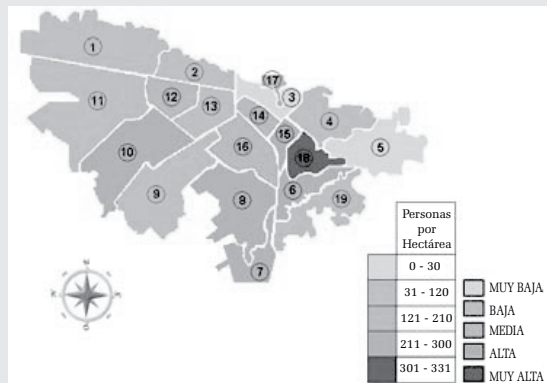 1
2
17
3
11
12
13
14
4
15
5
16
18
10
6
9
8
19
7
N
Personas
por
Hectárea
0 - 30
31 - 120
121 - 210
211 - 300
301 - 331
MUY BAJA
BAJA
MEDIA
ALTA
MUY ALTA